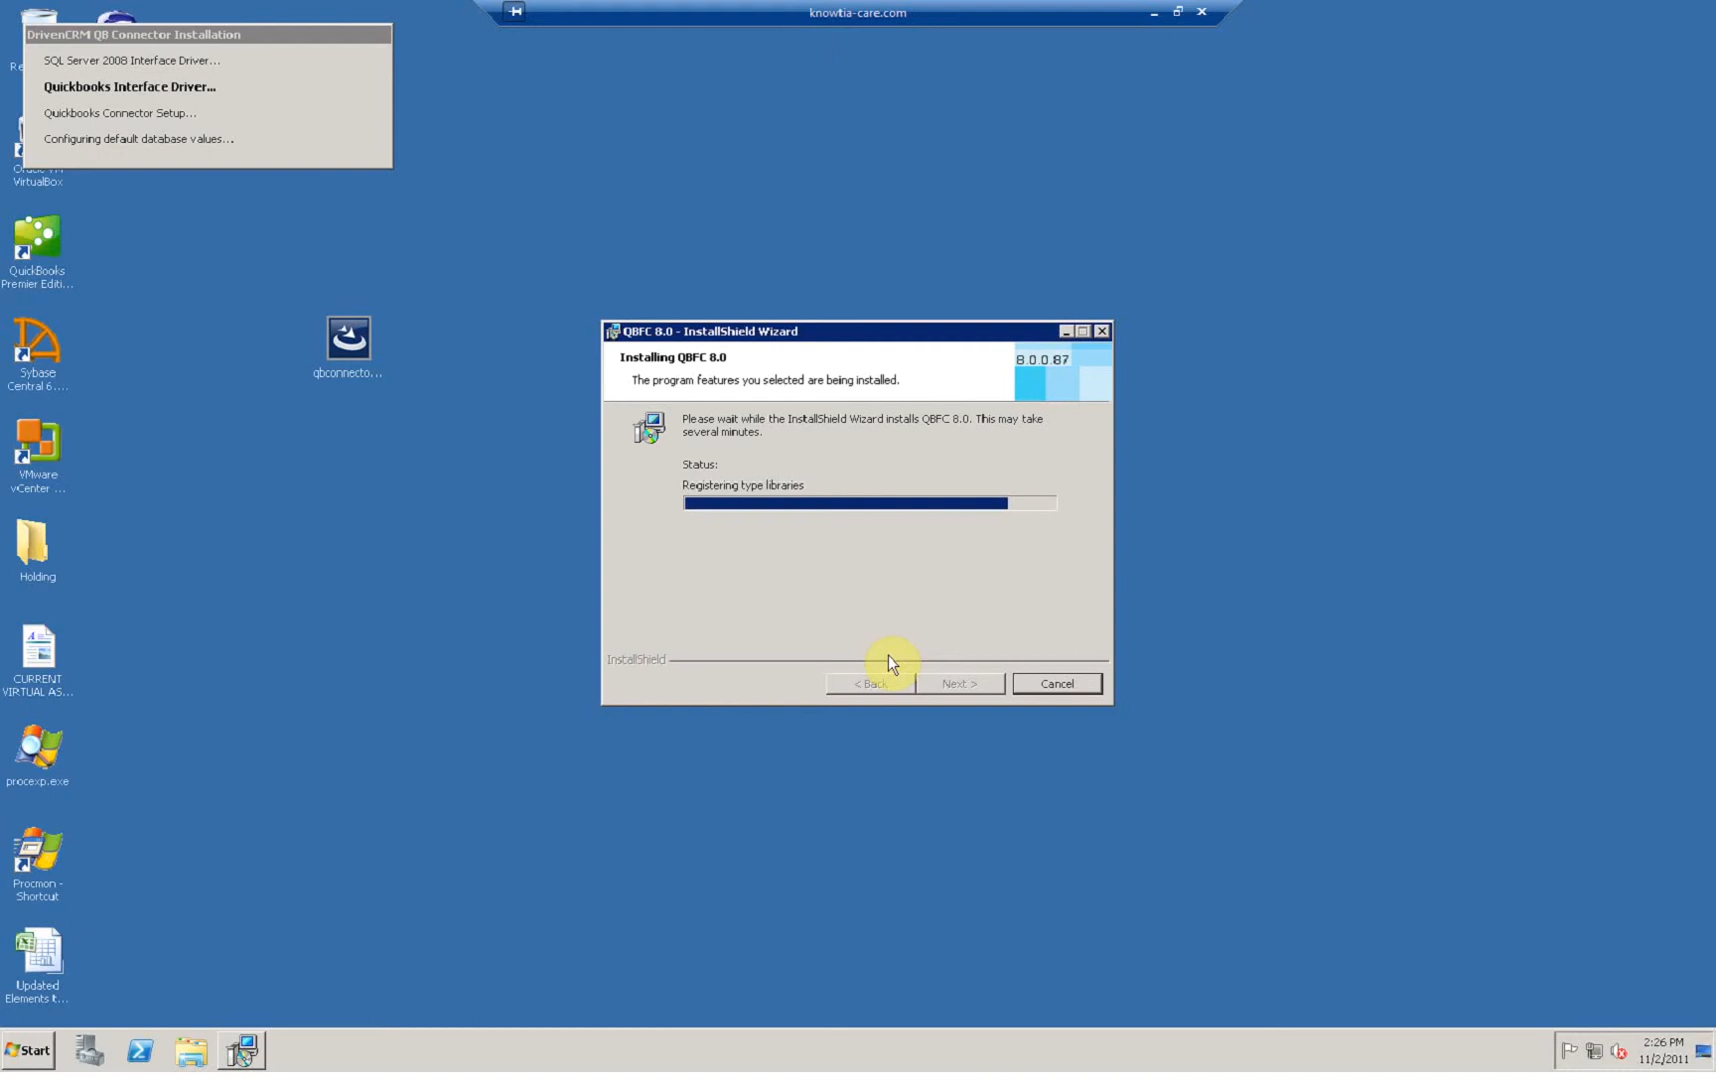 knowtia-care.com
DrivenCRM QB Connector Installation
SQL Server 2008 Interface Driver...
Quickbooks Interface Driver...
Quickbooks Connector Setup...
Configuring default database values...
VirtualBox
QuickBooks
Premier Editi...
Sybase
Central 6....
VMware
vCenter ...
Holding
CURRENT
VIRTUAL AS...
procexp.exe
Procmon -
Shortcut
Updated
Elements t...
qbconnecto...
QBFC 8.0 - InstallShield Wizard
Installing QBFC 8.0
8.0.0.87
The program features you selected are being installed.
Please wait while the InstallShield Wizard installs QBFC 8.0. This may take
several minutes.
Status:
Registering type libraries
InstallShield
< Back
Next >
Cancel
Start
2:26 PM
11/2/2011